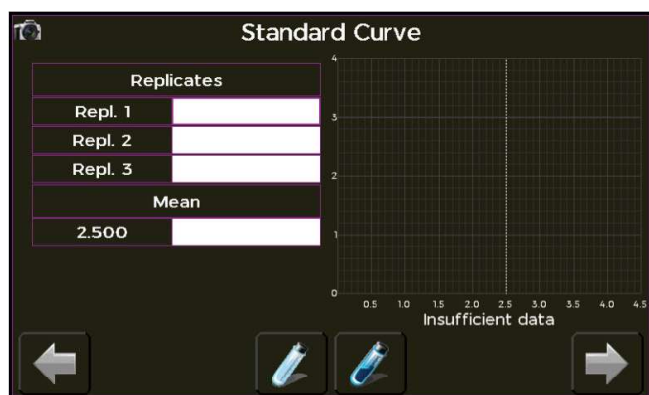 Standard Curve
Replicates
Repl. 1
Repl. 2
Repl. 3
Mean
2.500
4
3
2
1
0
0.5 1.0 1.5 2.0 2.5 3.0 3.5 4.0 4.5
Insufficient data